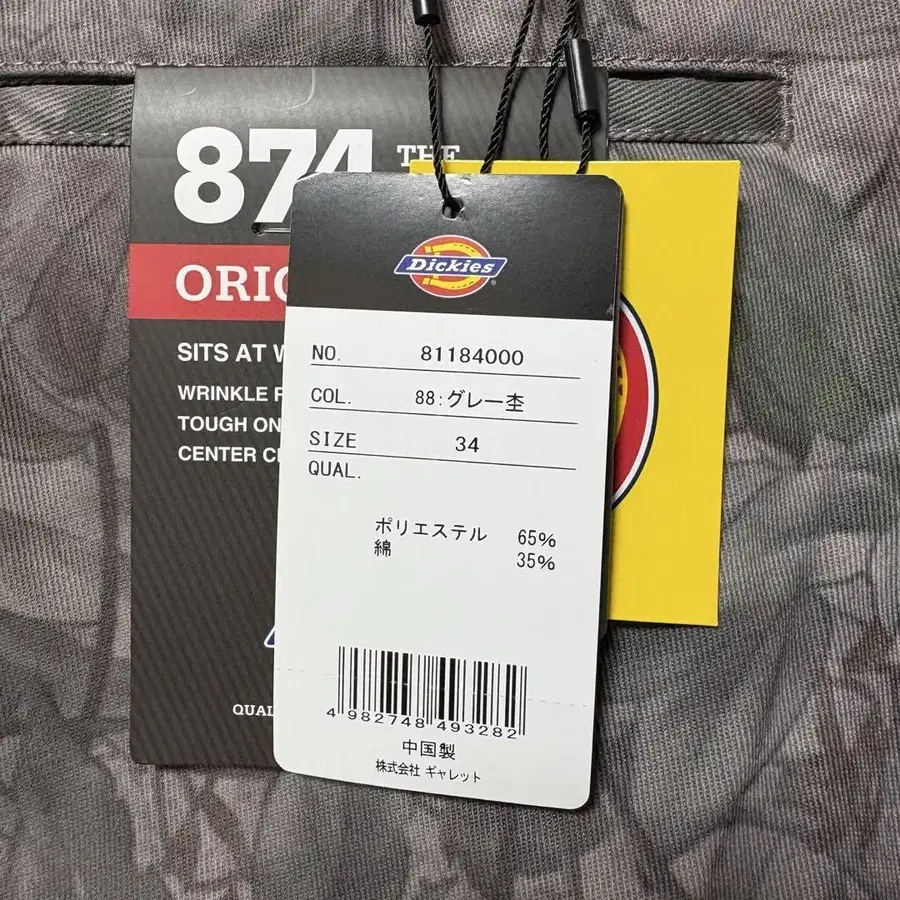 874 THE
ORIG
SITS AT W
WRINKLE
TOUGH ON
CENTER
QUAL
Dickies
NO. 81184000
COL. 88:グレー杢
SIZE 34
QUAL.
ポリエステル 65%
綿 35%
4 982748 493282
中国製
株式会社 ギャレット